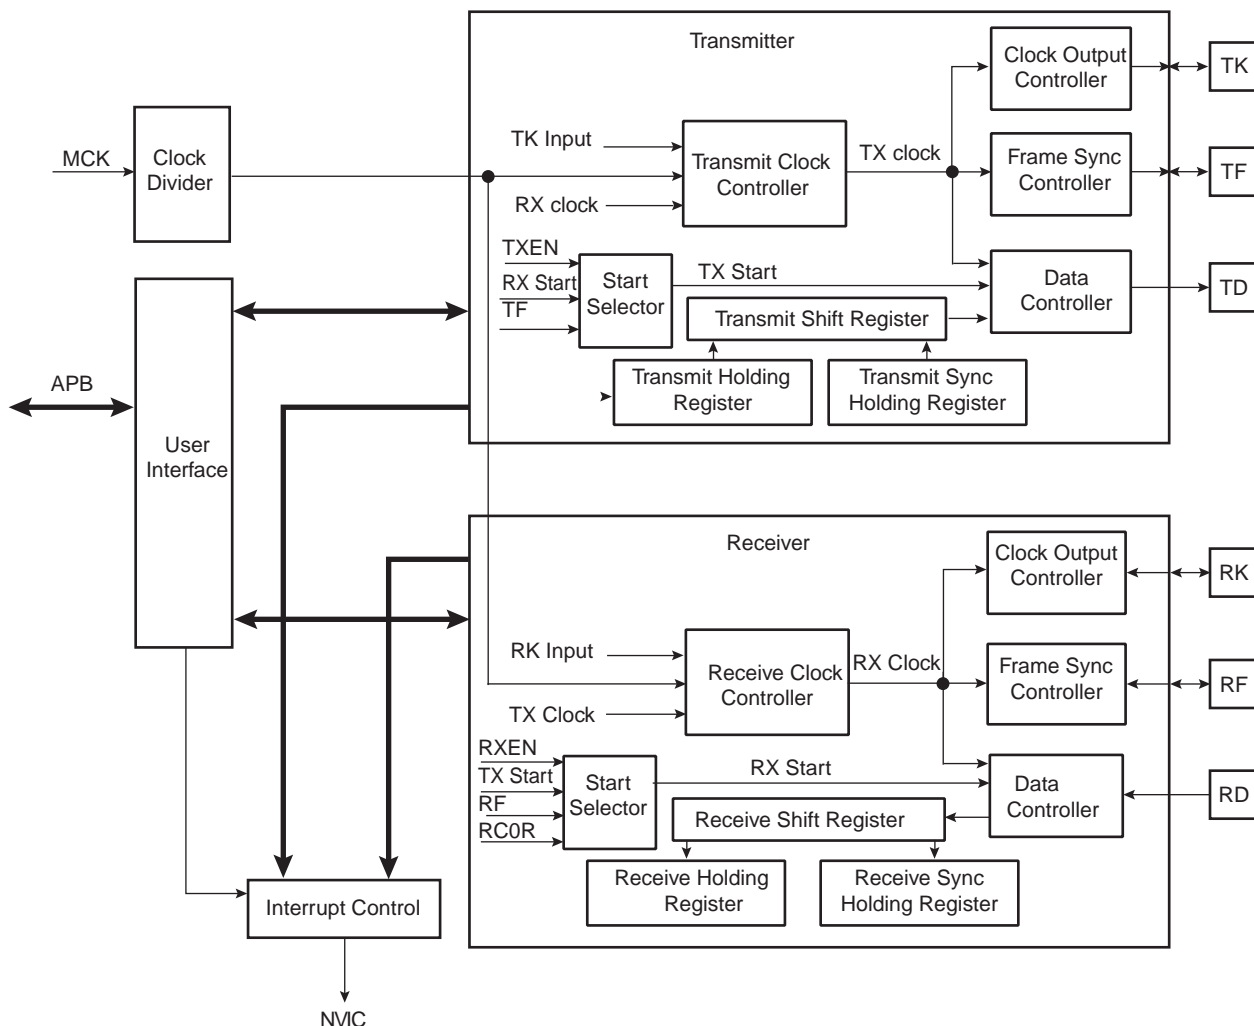 Transmitter
Clock Output
Controller
TK
MCK
Clock
Divider
TK Input
Transmit Clock
Controller
TX clock
Frame Sync
Controller
TF
RX clock
TXEN
RX Start
TF
Start
Selector
TX Start
Data
Controller
TD
Transmit Shift Register
Transmit Holding
Register
Transmit Sync
Holding Register
APB
User
Interface
Receiver
Clock Output
Controller
RK
RK Input
Receive Clock
Controller
RX Clock
Frame Sync
Controller
RF
TX Clock
RXEN
TX Start
RF
RC0R
Start
Selector
RX Start
Data
Controller
RD
Receive Shift Register
Receive Holding
Register
Receive Sync
Holding Register
Interrupt Control
NVIC